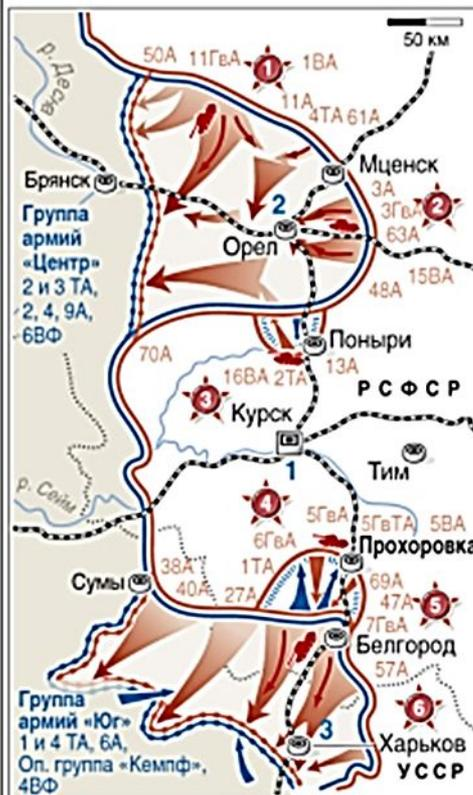 50 км
р. Десна
50А 11ГвА 1 1ВА
11А
4ТА 61А
Мценск
Брянск
3А
3ГвА 2
63А
2
Орел
Группа
армий
«Центр»
2 и 3 ТА,
2, 4, 9А,
6ВФ
15ВА
48А
70А
Поныри
13А
16ВА 2ТА
РСФСР
3
Курск
1
Тим
р. Сейм
4
5ГвА
5ГвТА 5ВА
6ГвА
Прохоровка
1ТА
38А
40А
27А
Сумы
69А
47А 5
7ГвА
Белгород
57А
6
Группа
армий «Юг»
1 и 4 ТА, 6А,
Оп. группа «Кемпф»,
4ВФ
3
Харьков
УССР